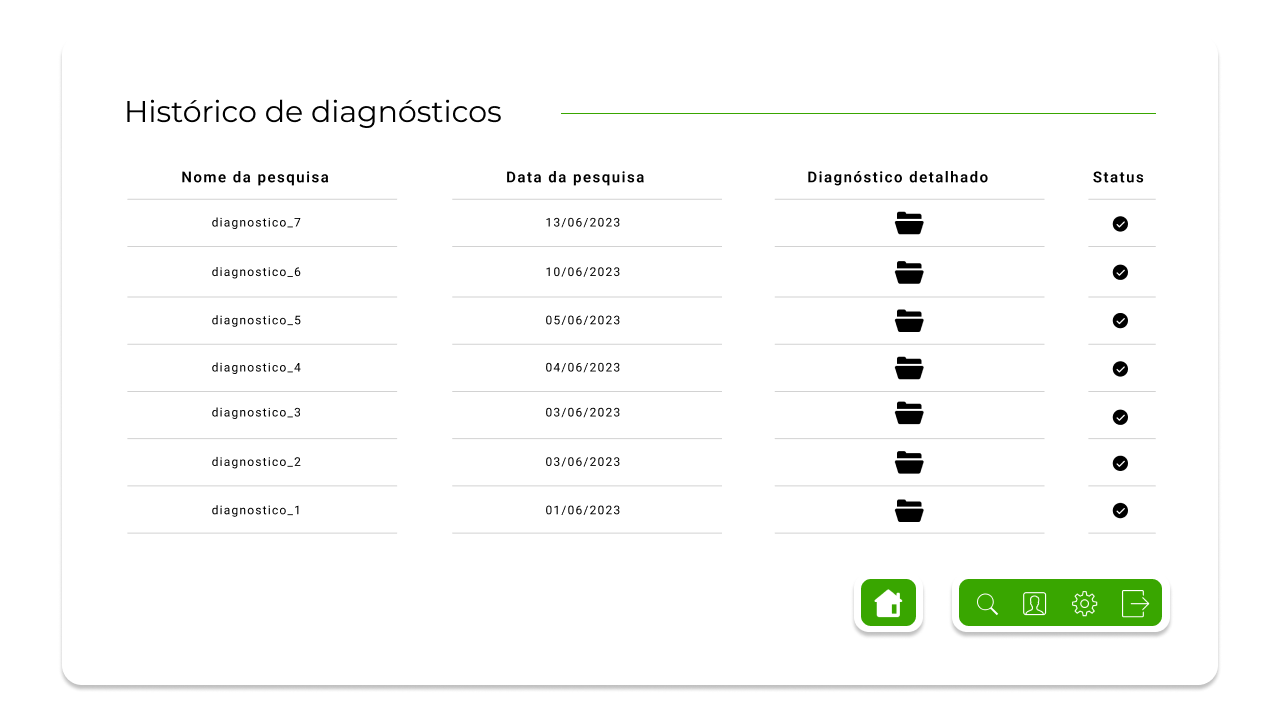 Histórico de diagnósticos
Nome da pesquisa Data da pesquisa Diagnóstico detalhado Status
diagnostico_7 13/06/2023
diagnostico_6 10/06/2023
diagnostico_5 05/06/2023
diagnostico_4 04/06/2023
diagnostico_3 03/06/2023
diagnostico_2 03/06/2023
diagnostico_1 01/06/2023